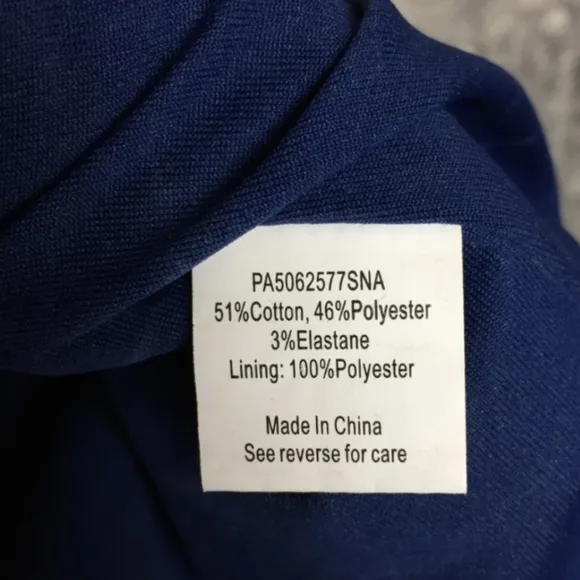 PA5062577SNA
51%Cotton, 46%Polyester
3%Elastane
Lining: 100%Polyester
Made In China
See reverse for care